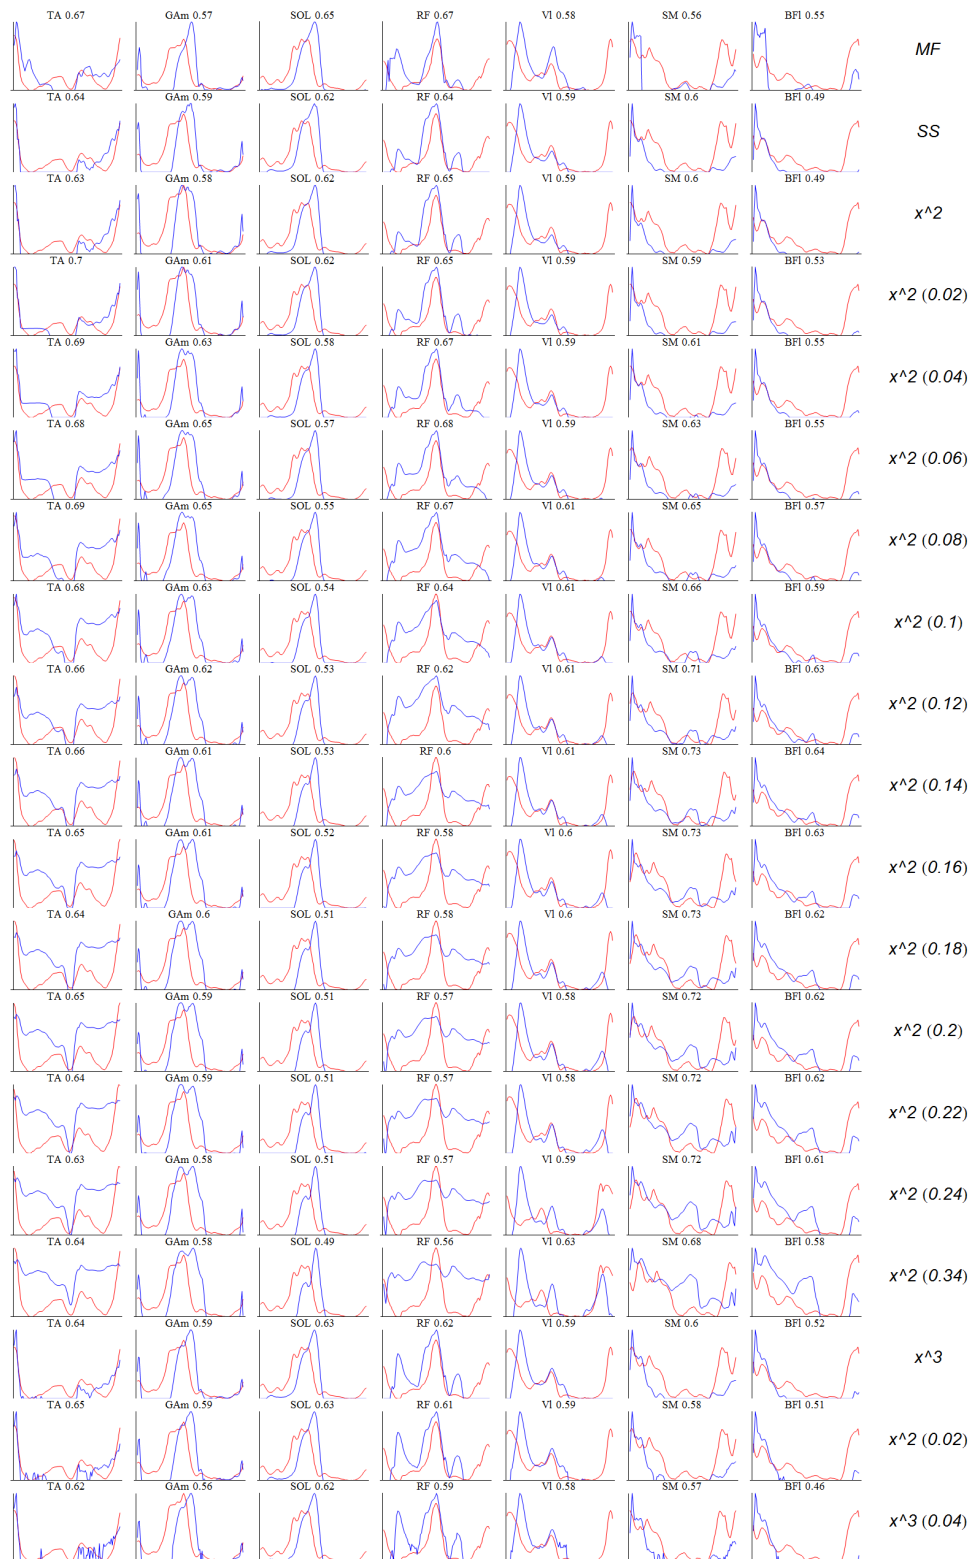 TA 0.67 GAm 0.57 SOL 0.65 RF 0.67 Vl 0.58 SM 0.56 BFl 0.55 MF
TA 0.64 GAm 0.59 SOL 0.62 RF 0.64 Vl 0.59 SM 0.6 BFl 0.49 SS
TA 0.63 GAm 0.58 SOL 0.62 RF 0.65 Vl 0.59 SM 0.6 BFl 0.49 x^2
TA 0.7 GAm 0.61 SOL 0.62 RF 0.65 Vl 0.59 SM 0.59 BFl 0.53 x^2 (0.02)
TA 0.69 GAm 0.63 SOL 0.58 RF 0.67 Vl 0.59 SM 0.61 BFl 0.55 x^2 (0.04)
TA 0.68 GAm 0.65 SOL 0.57 RF 0.68 Vl 0.59 SM 0.63 BFl 0.55 x^2 (0.06)
TA 0.69 GAm 0.65 SOL 0.55 RF 0.67 Vl 0.61 SM 0.65 BFl 0.57 x^2 (0.08)
TA 0.68 GAm 0.63 SOL 0.54 RF 0.64 Vl 0.61 SM 0.66 BFl 0.59 x^2 (0.1)
TA 0.66 GAm 0.62 SOL 0.53 RF 0.62 Vl 0.61 SM 0.71 BFl 0.63 x^2 (0.12)
TA 0.66 GAm 0.61 SOL 0.53 RF 0.6 Vl 0.61 SM 0.73 BFl 0.64 x^2 (0.14)
TA 0.65 GAm 0.61 SOL 0.52 RF 0.58 Vl 0.6 SM 0.73 BFl 0.63 x^2 (0.16)
TA 0.64 GAm 0.6 SOL 0.51 RF 0.58 Vl 0.6 SM 0.73 BFl 0.62 x^2 (0.18)
TA 0.65 GAm 0.59 SOL 0.51 RF 0.57 Vl 0.58 SM 0.72 BFl 0.62 x^2 (0.2)
TA 0.64 GAm 0.59 SOL 0.51 RF 0.57 Vl 0.58 SM 0.72 BFl 0.62 x^2 (0.22)
TA 0.63 GAm 0.58 SOL 0.51 RF 0.57 Vl 0.59 SM 0.72 BFl 0.61 x^2 (0.24)
TA 0.64 GAm 0.58 SOL 0.49 RF 0.56 Vl 0.63 SM 0.68 BFl 0.58 x^2 (0.34)
TA 0.64 GAm 0.59 SOL 0.63 RF 0.62 Vl 0.59 SM 0.6 BFl 0.52 x^3
TA 0.65 GAm 0.59 SOL 0.63 RF 0.61 Vl 0.59 SM 0.58 BFl 0.51 x^2 (0.02)
TA 0.62 GAm 0.56 SOL 0.62 RF 0.59 Vl 0.58 SM 0.57 BFl 0.46 x^3 (0.04)